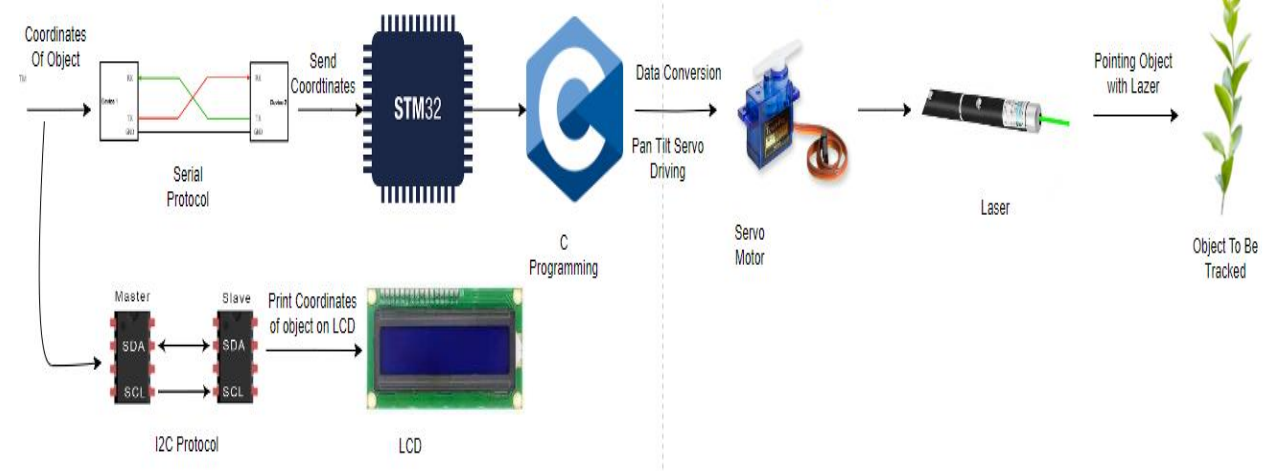 Coordinates
Of Object
TM
RX
TX
GND
Device 1
RX
TX
GND
Device 2
Serial
Protocol
Send
Coordtinates
STM32
C
C
Programming
Data Conversion
Pan Tilt Servo
Driving
Servo
Motor
Laser
Pointing Object
with Lazer
Object To Be
Tracked
Master
SDA
SCL
Slave
SDA
SCL
I2C Protocol
Print Coordinates
of object on LCD
LCD